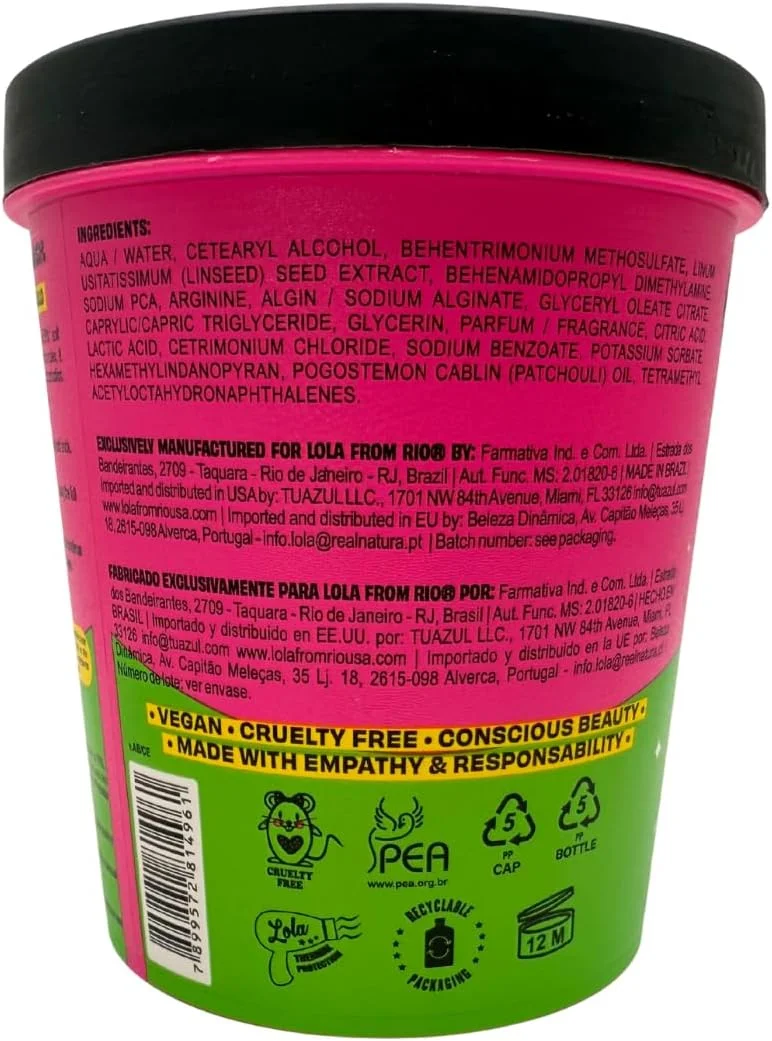 INGREDIENTS:
AQUA / WATER, CETEARYL ALCOHOL, BEHENTRIMONIUM METHOSULFATE, LINUM
USITATISSIMUM (LINSEED) SEED EXTRACT, BEHENAMIDOPROPYL DIMETHYLAMINE,
SODIUM PCA, ARGININE, ALGIN / SODIUM ALGINATE, GLYCERYL OLEATE CITRATE,
CAPRYLIC/CAPRIC TRIGLYCERIDE, GLYCERIN, PARFUM / FRAGRANCE, CITRIC ACID,
LACTIC ACID, CETRIMONIUM CHLORIDE, SODIUM BENZOATE, POTASSIUM SORBATE,
HEXAMETHYLINDANOPYRAN, POGOSTEMON CABLIN (PATCHOULI) OIL, TETRAMETHYL
ACETYLOCTAHYDRONAPHTHALENES.
EXCLUSIVELY MANUFACTURED FOR LOLA FROM RIO® BY: Farmativa Ind. e Com. Ltda. | Estrada dos
Bandeirantes, 2709 - Taquara - Rio de Janeiro - RJ, Brazil | Aut. Func. MS: 2.01820-6 | MADE IN BRAZIL
Imported and distributed in USA by: TUAZUL LLC., 1701 NW 84th Avenue, Miami, FL 33126 info@tuazul.com
www.lolafromriousa.com | Imported and distributed in EU by: Beleza Dinâmica, Av. Capitão Meleças, 35 Lj.
18, 2615-098 Alverca, Portugal - info.lola@realnatura.pt | Batch number: see packaging.
FABRICADO EXCLUSIVAMENTE PARA LOLA FROM RIO® POR: Farmativa Ind. e Com. Ltda. | Estrada
dos Bandeirantes, 2709 - Taquara - Rio de Janeiro - RJ, Brasil | Aut. Func. MS: 2.01820-6 | HECHO EN
BRASIL | Importado y distribuido en EE.UU. por: TUAZUL LLC., 1701 NW 84th Avenue, Miami, FL
33126 info@tuazul.com www.lolafromriousa.com | Importado y distribuido en la UE por: Beleza
Dinâmica, Av. Capitão Meleças, 35 Lj. 18, 2615-098 Alverca, Portugal - info.lola@realnatura.pt
Número de lote: ver envase.
• VEGAN • CRUELTY FREE • CONSCIOUS BEAUTY •
• MADE WITH EMPATHY & RESPONSABILITY •
LAB/CE
7 899572 814961
CRUELTY
FREE
PEA
www.pea.org.br
5
PP
CAP
5
PP
BOTTLE
Lola
THERMAL
PROTECTION
RECYCLABLE
PACKAGING
12 M